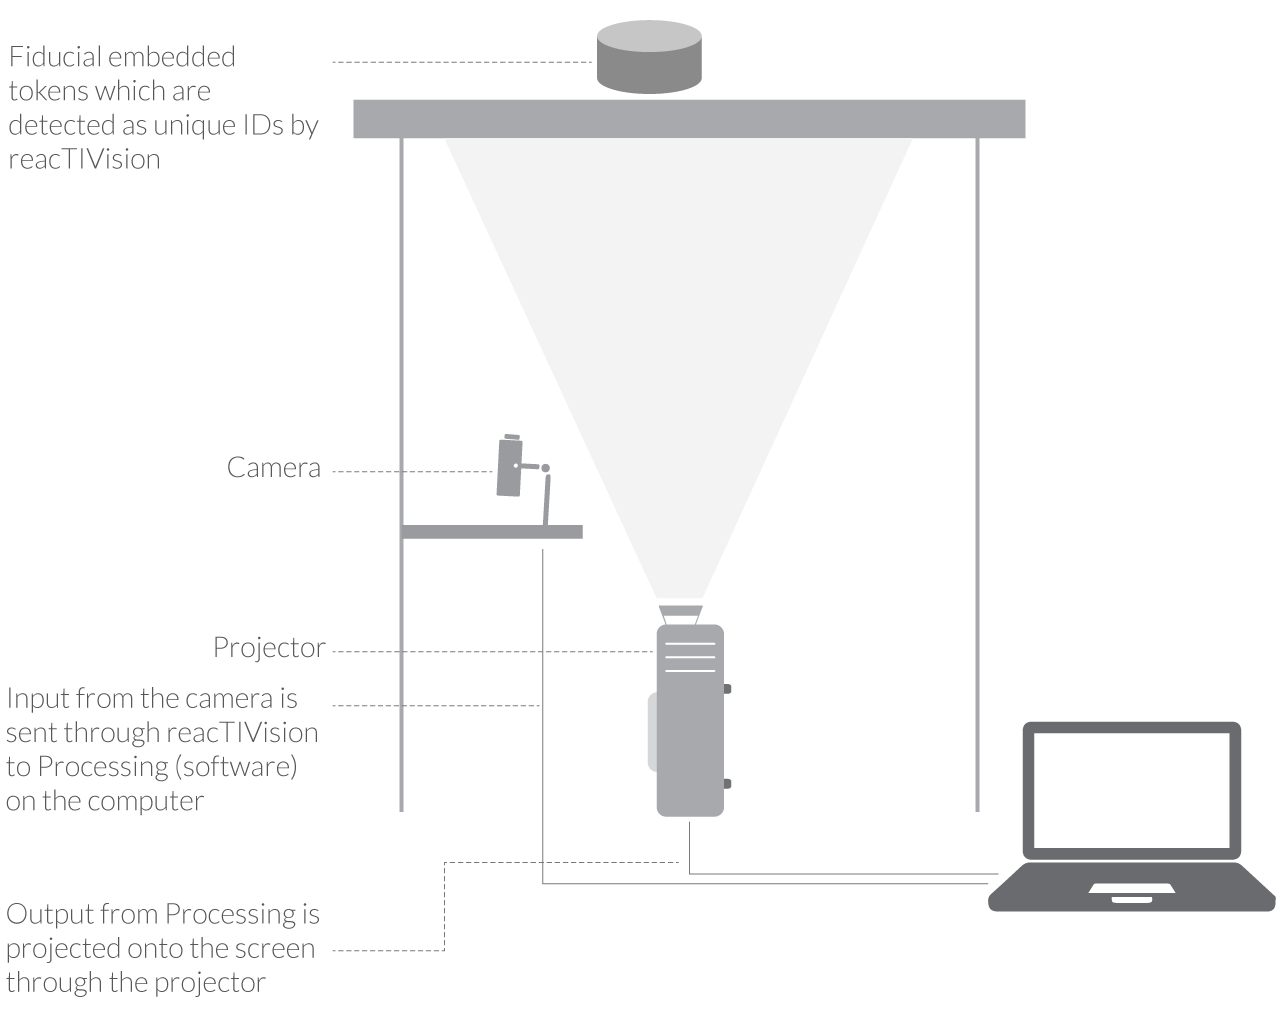 Fiducial embedded
tokens which are
detected as unique IDs by
reacTIVision
Camera
Projector
Input from the camera is
sent through reacTIVision
to Processing (software)
on the computer
Output from Processing is
projected onto the screen
through the projector